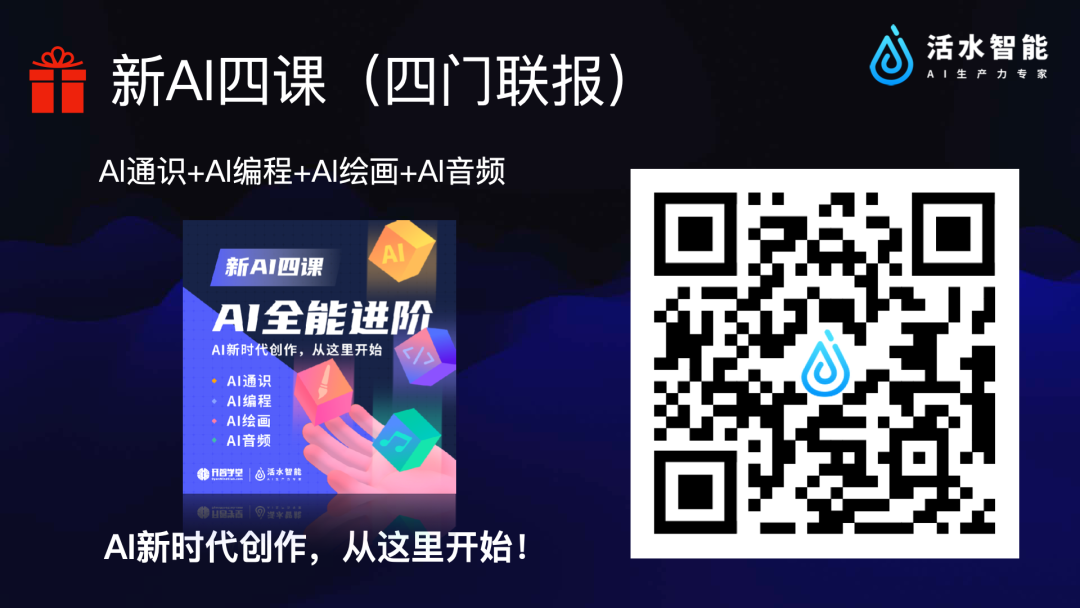 新AI四课（四门联报）
活水智能
AI生产力专家
AI通识+AI编程+AI绘画+AI音频
AI
新AI四课
AI全能进阶
AI新时代创作，从这里开始
</>
• AI通识
• AI编程
• AI绘画
• AI音频
开智学堂
活水智能
AI新时代创作，从这里开始！